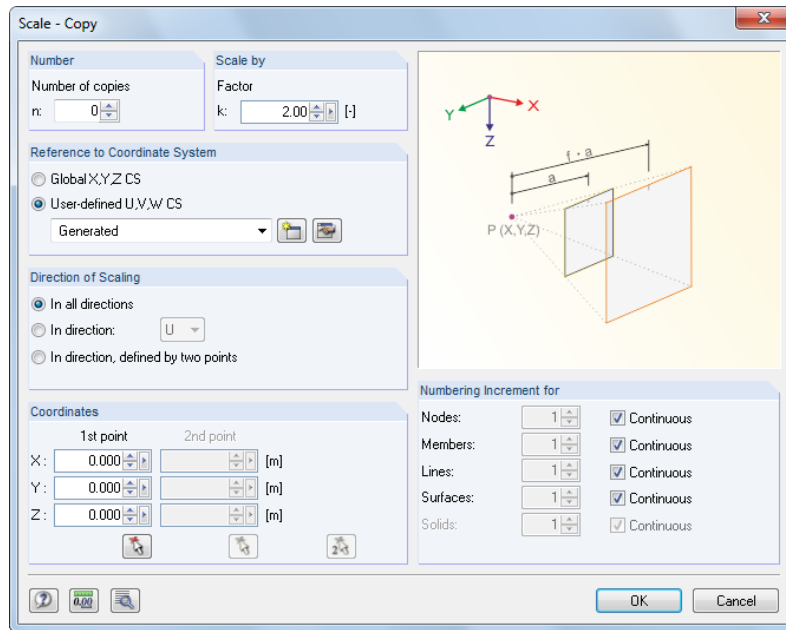 Scale - Copy
Number
Number of copies
n: 0
Scale by
Factor
k: 2.00 [-]
Reference to Coordinate System
Global X,Y,Z CS
User-defined U,V,W CS
Generated
Direction of Scaling
In all directions
In direction: U
In direction, defined by two points
Coordinates
1st point 2nd point
X: 0.000 [m]
Y: 0.000 [m]
Z: 0.000 [m]
2
X
Y
Z
f · a
a
P (X,Y,Z)
Numbering Increment for
Nodes: 1 Continuous
Members: 1 Continuous
Lines: 1 Continuous
Surfaces: 1 Continuous
Solids: 1 Continuous
0.00
OK
Cancel